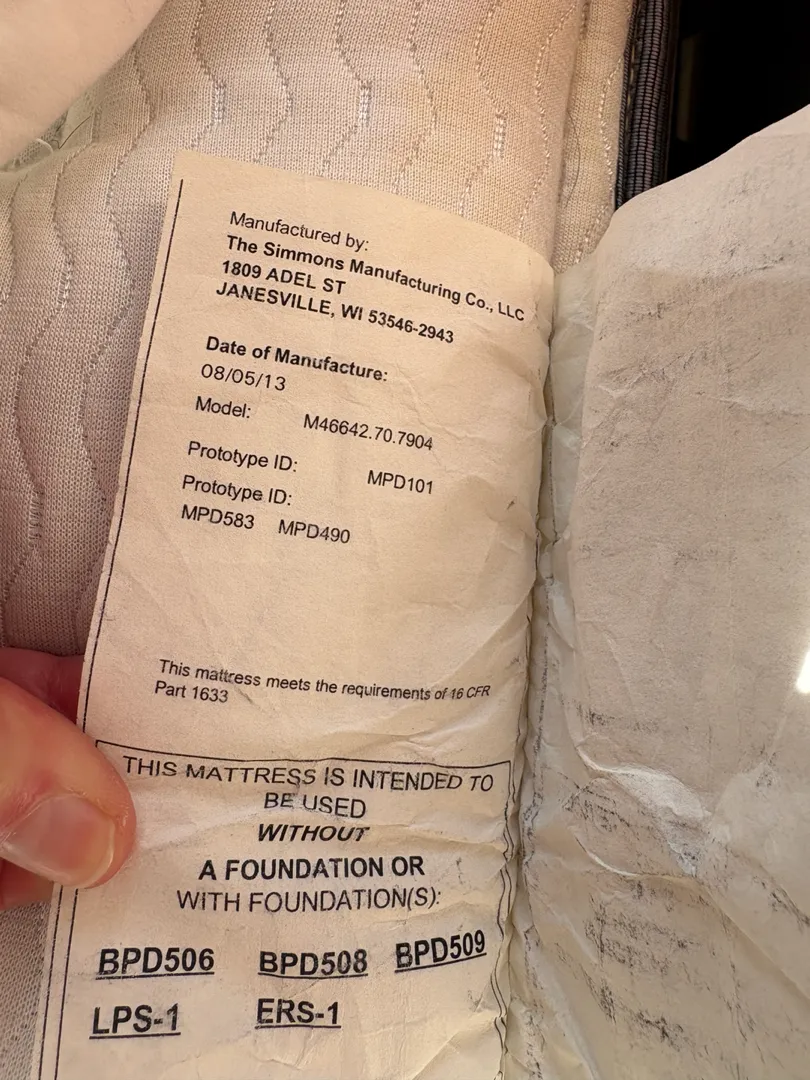 Manufactured by:
The Simmons Manufacturing Co., LLC
1809 ADEL ST
JANESVILLE, WI 53546-2943
Date of Manufacture:
08/05/13
Model: M46642.70.7904
Prototype ID: MPD101
Prototype ID:
MPD583 MPD490
This mattress meets the requirements of 16 CFR
Part 1633
THIS MATTRESS IS INTENDED TO
BE USED
WITHOUT
A FOUNDATION OR
WITH FOUNDATION(S):
BPD506 BPD508 BPD509
LPS-1 ERS-1